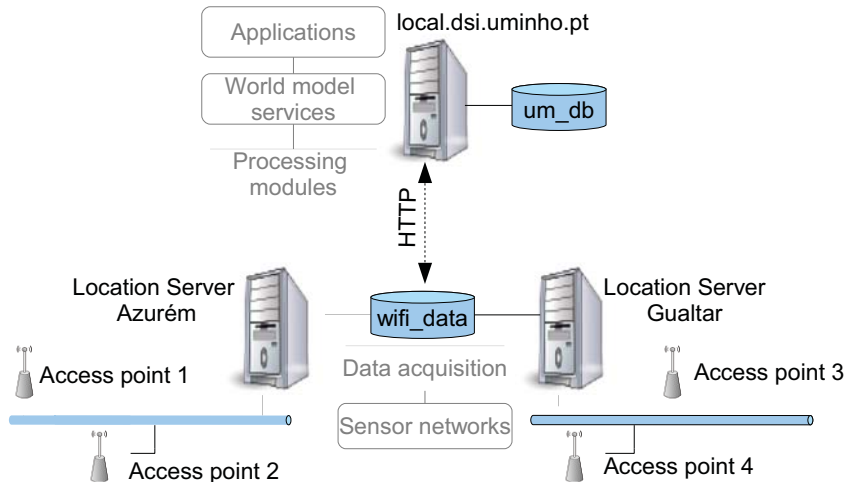 local.dsi.uminho.pt
Applications
World model
services
um_db
Processing
modules
HTTP
Location Server
Azurém
wifi_data
Location Server
Gualtar
Data acquisition
Access point 1
Access point 3
Sensor networks
Access point 2
Access point 4